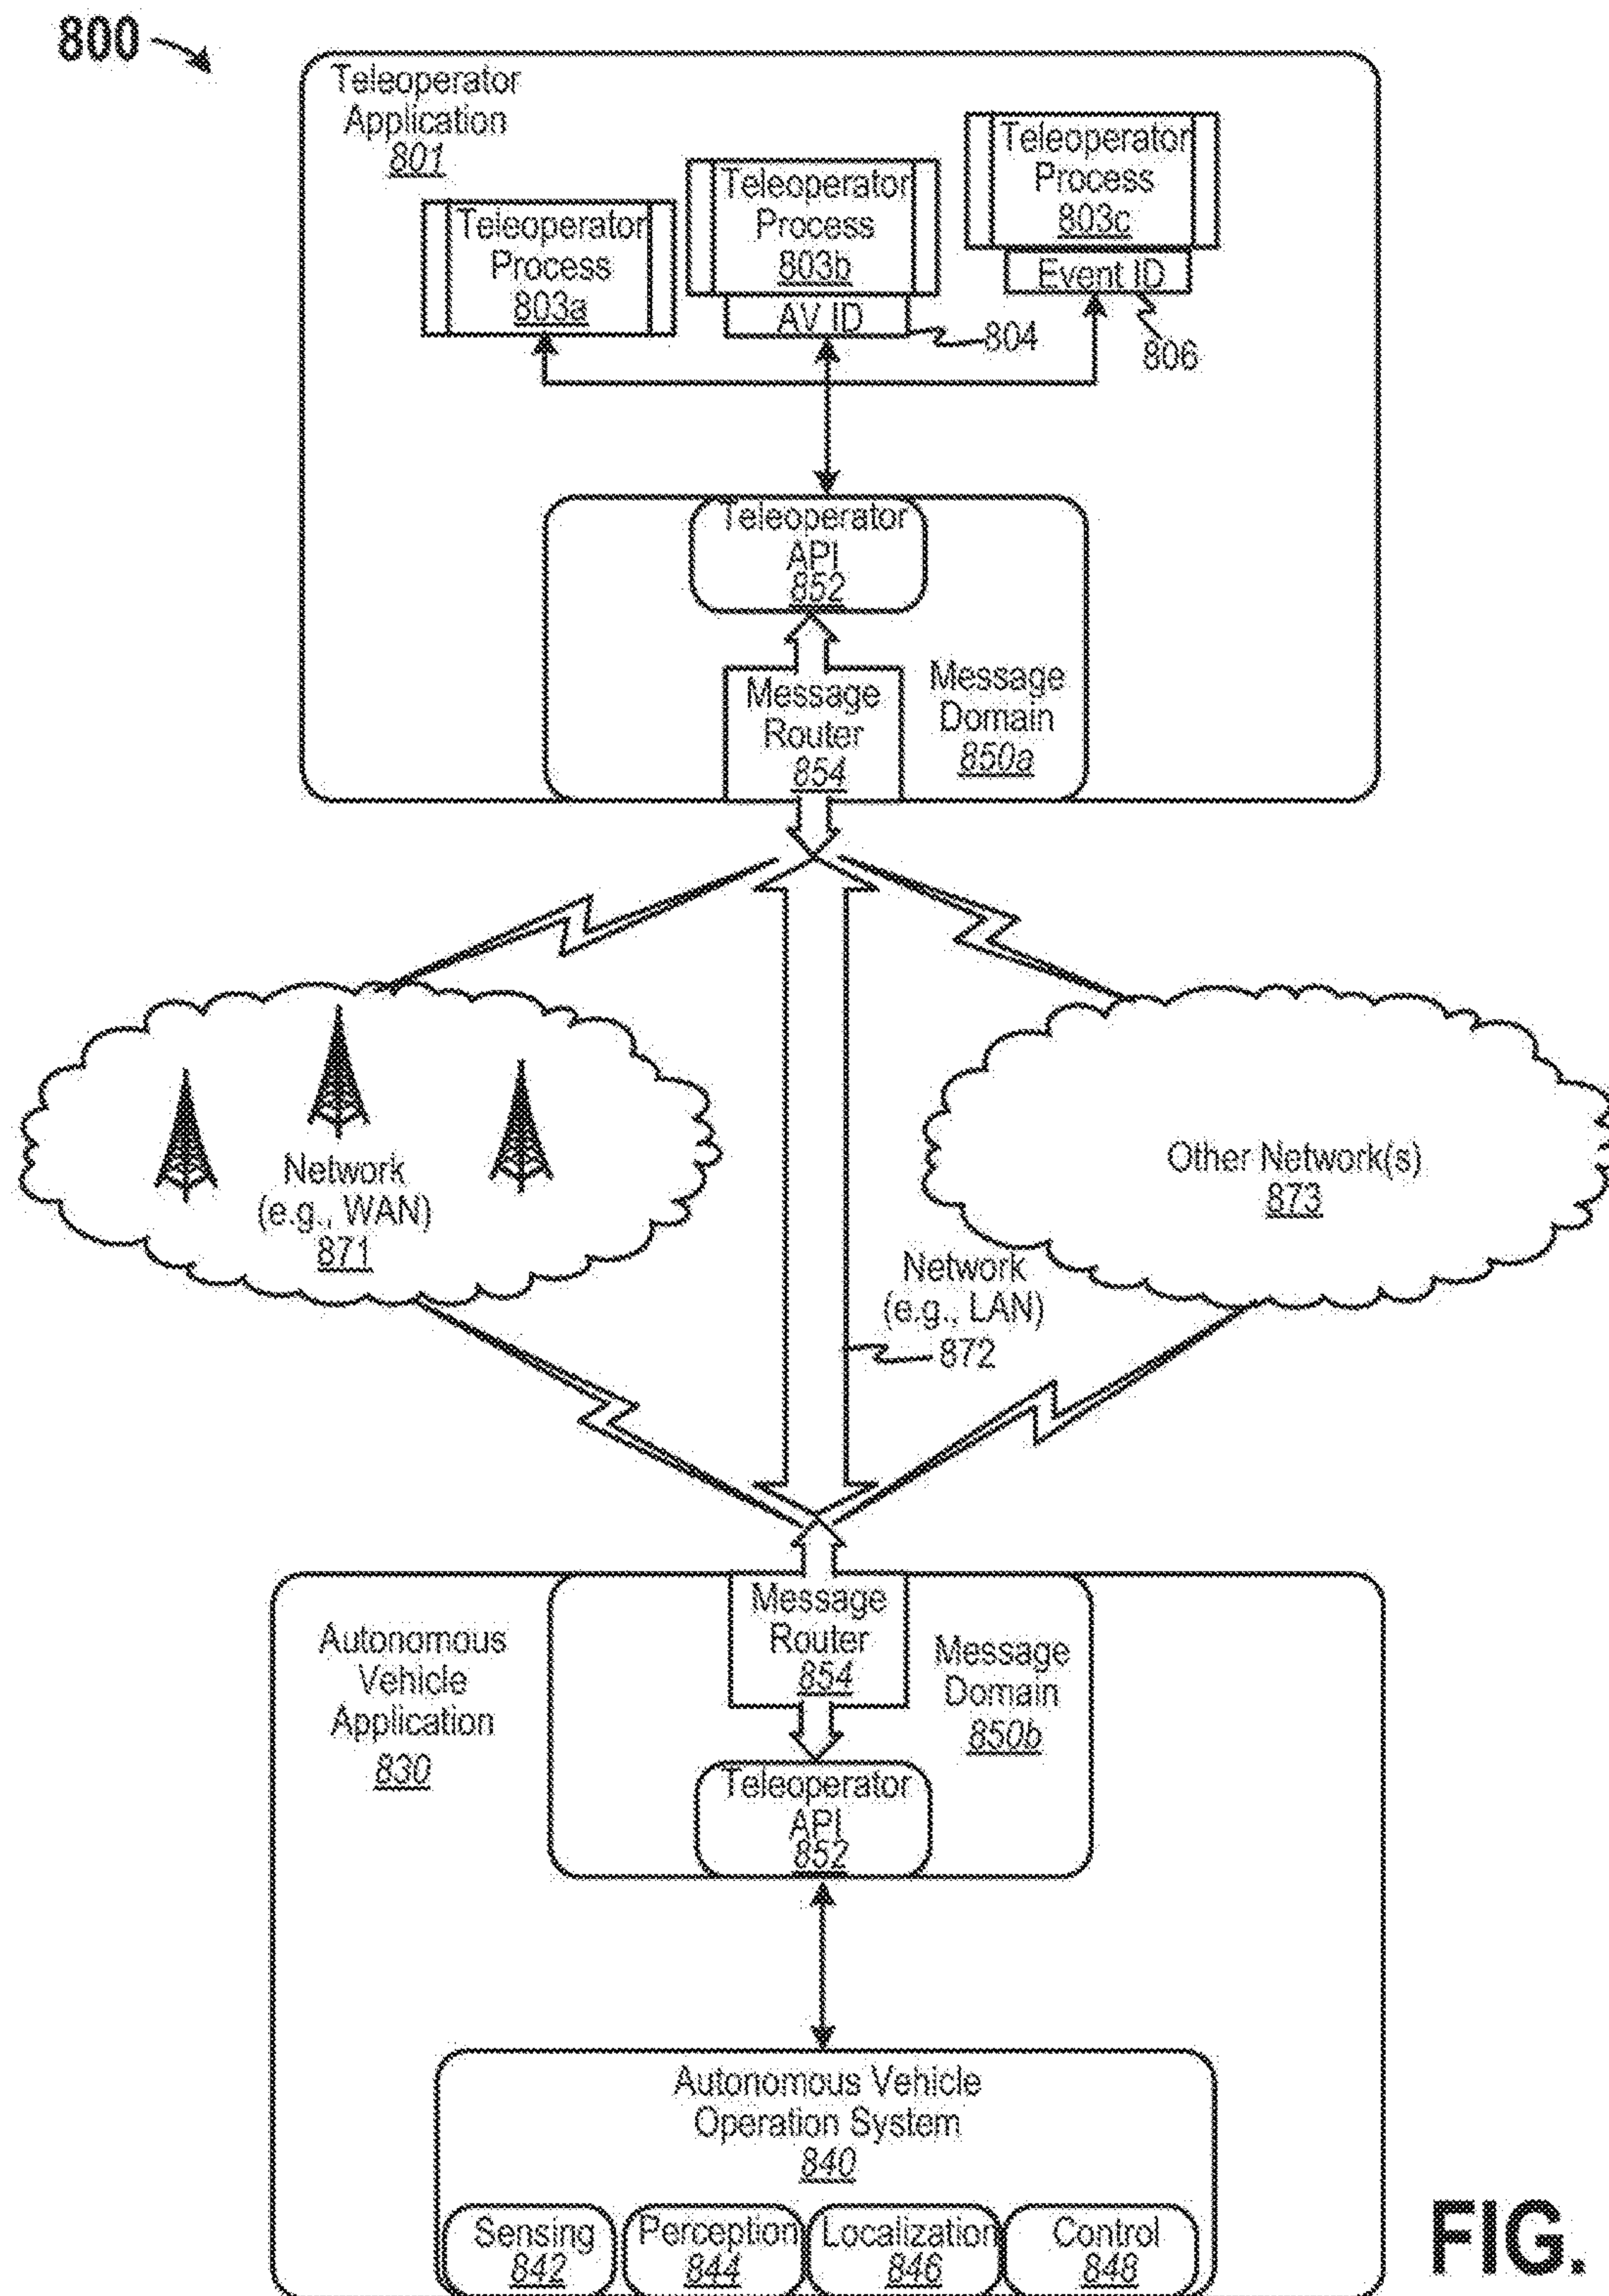 800
Teleoperator
Application
801
Teleoperator
Process
803a
Teleoperator
Process
803b
AV ID
804
Teleoperator
Process
803c
Event ID
806
Teleoperator
API
852
Message
Router
854
Message
Domain
850a
Network
(e.g., WAN)
871
Other Network(s)
873
Network
(e.g., LAN)
872
Autonomous
Vehicle
Application
830
Message
Router
854
Message
Domain
850b
Teleoperator
API
852
Autonomous Vehicle
Operation System
840
Sensing
842
Perception
844
Localization
846
Control
848
FIG.